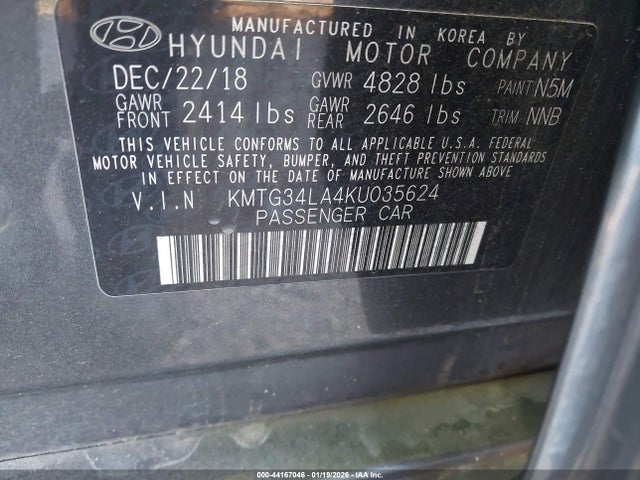 MANUFACTURED IN KOREA BY
HYUNDAI MOTOR COMPANY
DEC/22/18 GVWR 4828 lbs PAINT N5M
GAWR FRONT 2414 lbs GAWR REAR 2646 lbs TRIM NNB
THIS VEHICLE CONFORMS TO ALL APPLICABLE U.S.A. FEDERAL
MOTOR VEHICLE SAFETY, BUMPER, AND THEFT PREVENTION
STANDARDS IN EFFECT ON THE DATE OF MANUFACTURE SHOWN ABOVE
V.I.N KMTG34LA4KU035624
PASSENGER CAR
000-44167046 - 01/19/2026 - IAA Inc.